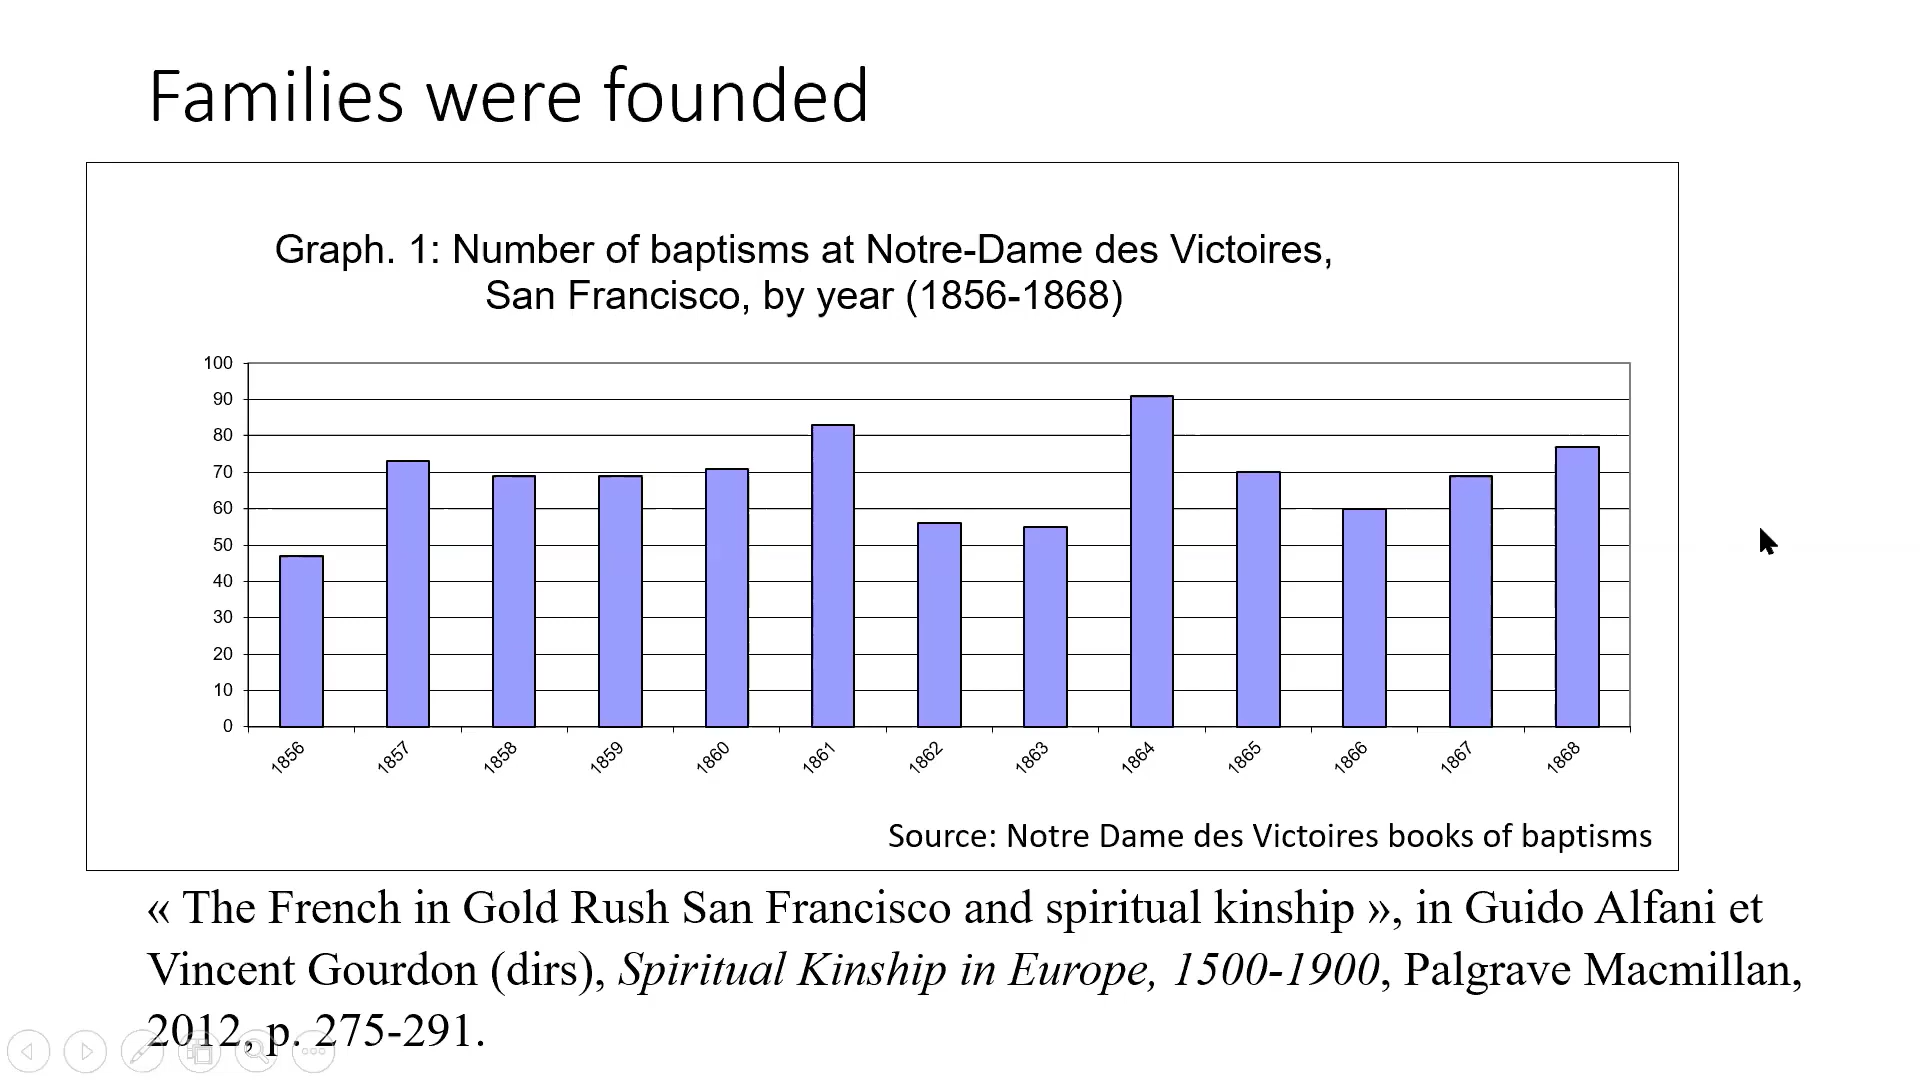 Families were founded
Graph. 1: Number of baptisms at Notre-Dame des Victoires,
San Francisco, by year (1856-1868)
100
90
80
70
60
50
40
30
20
10
0
1856 1857 1858 1859 1860 1861 1862 1863 1864 1865 1866 1867 1868
Source: Notre Dame des Victoires books of baptisms
« The French in Gold Rush San Francisco and spiritual kinship », in Guido Alfani et
Vincent Gourdon (dirs), Spiritual Kinship in Europe, 1500-1900, Palgrave Macmillan,
2012, p. 275-291.